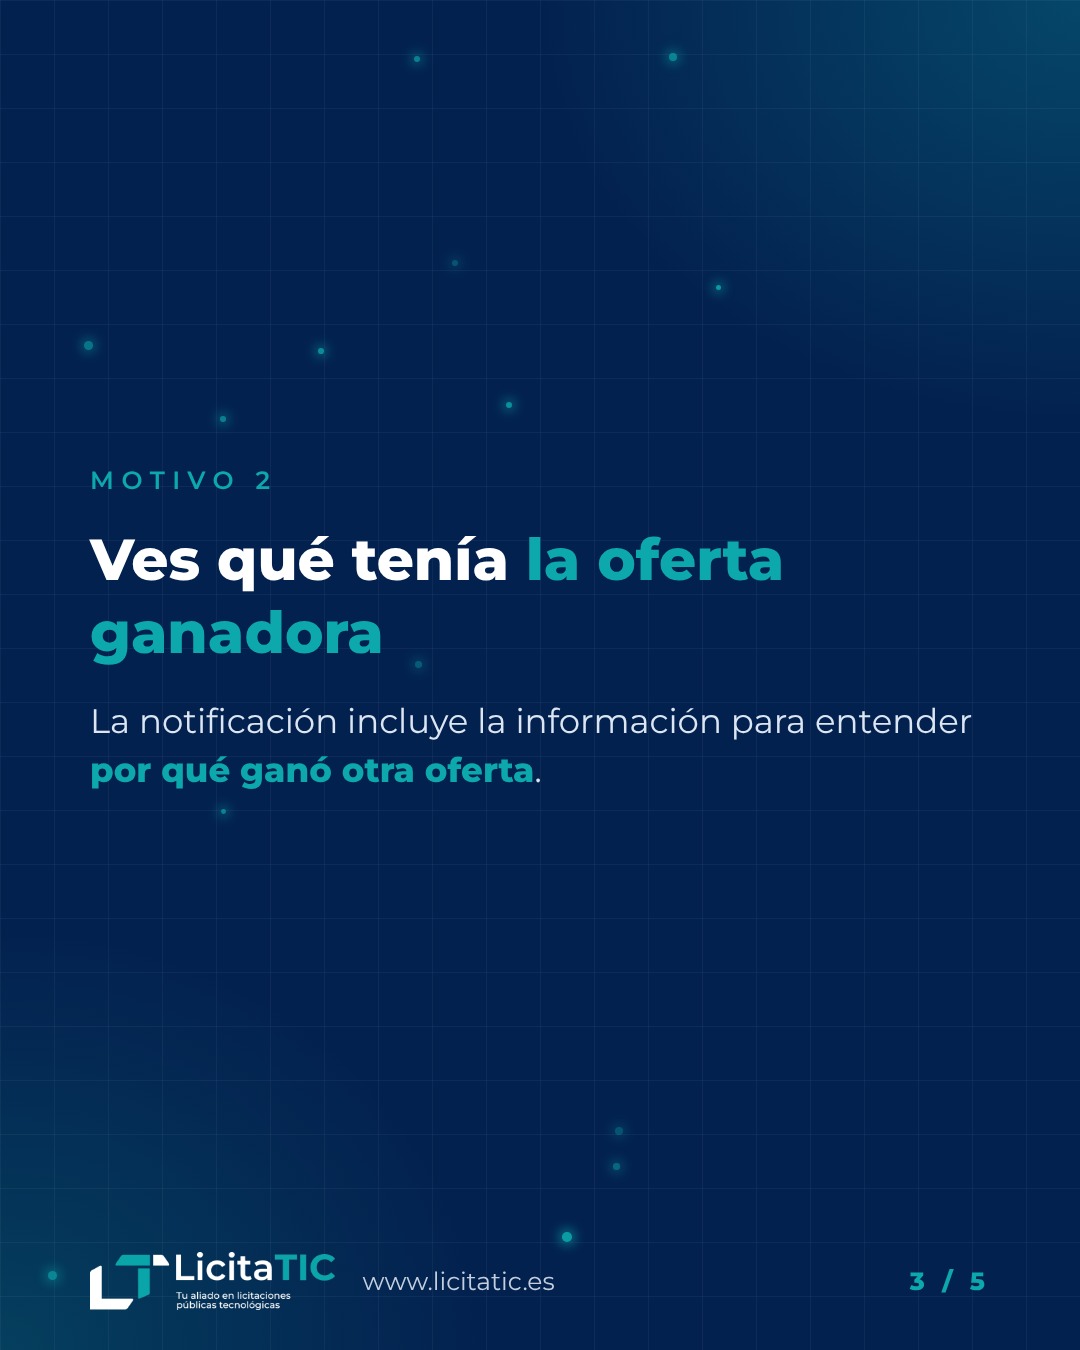 MOTIVO 2
Ves qué tenía la oferta
ganadora
La notificación incluye la información para entender
por qué ganó otra oferta.
LicitaTIC
Tu aliado en licitaciones
públicas tecnológicas
www.licitatic.es
3 / 5